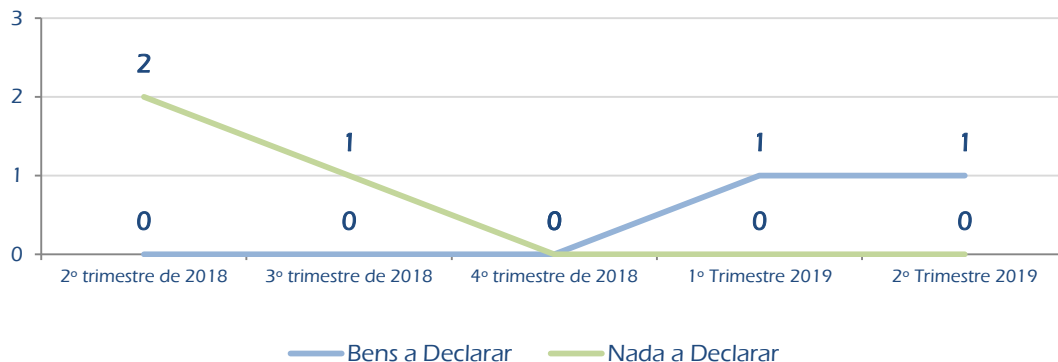 3
2
2
1
1
1
1
0
0
0
0
0
0
2º trimestre de 2018
3º trimestre de 2018
4º trimestre de 2018
1º Trimestre 2019
2º Trimestre 2019
Bens a Declarar
Nada a Declarar